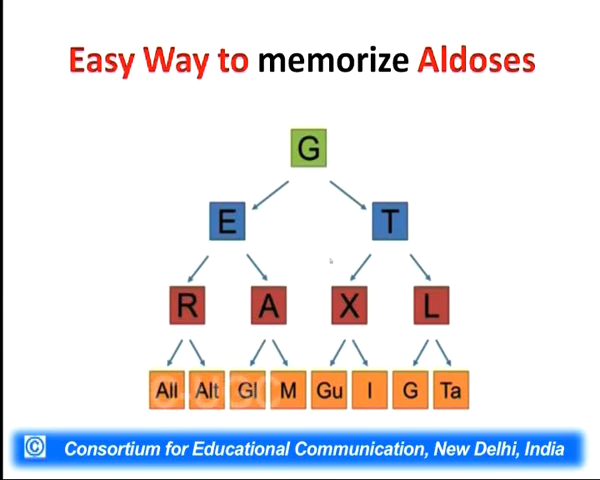 Easy Way to memorize Aldoses
G
E T
R A X L
All Alt Gl M Gu I G Ta
© Consortium for Educational Communication, New Delhi, India